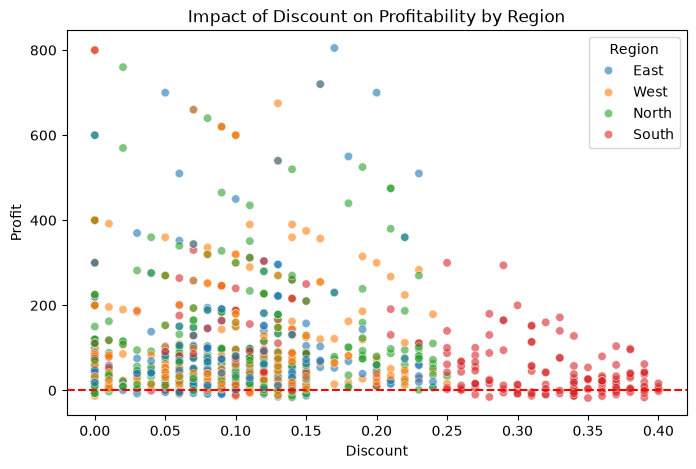 Impact of Discount on Profitability by Region
Profit
800
600
400
200
0
0.00 0.05 0.10 0.15 0.20 0.25 0.30 0.35 0.40
Discount
Region
East
West
North
South